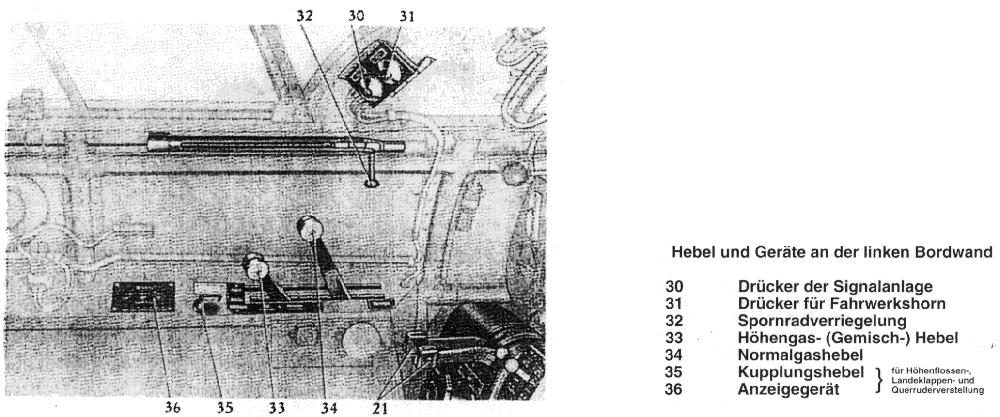 32 30 31
36 35 33 34 21
Hebel und Geräte an der linken Bordwand
30 Drücker der Signalanlage
31 Drücker für Fahrwerkshorn
32 Spornradverriegelung
33 Höhengas- (Gemisch-) Hebel
34 Normalgashebel
35 Kupplungshebel
36 Anzeigegerät
für Höhenflossen-,
Landeklappen- und
Querruderverstellung